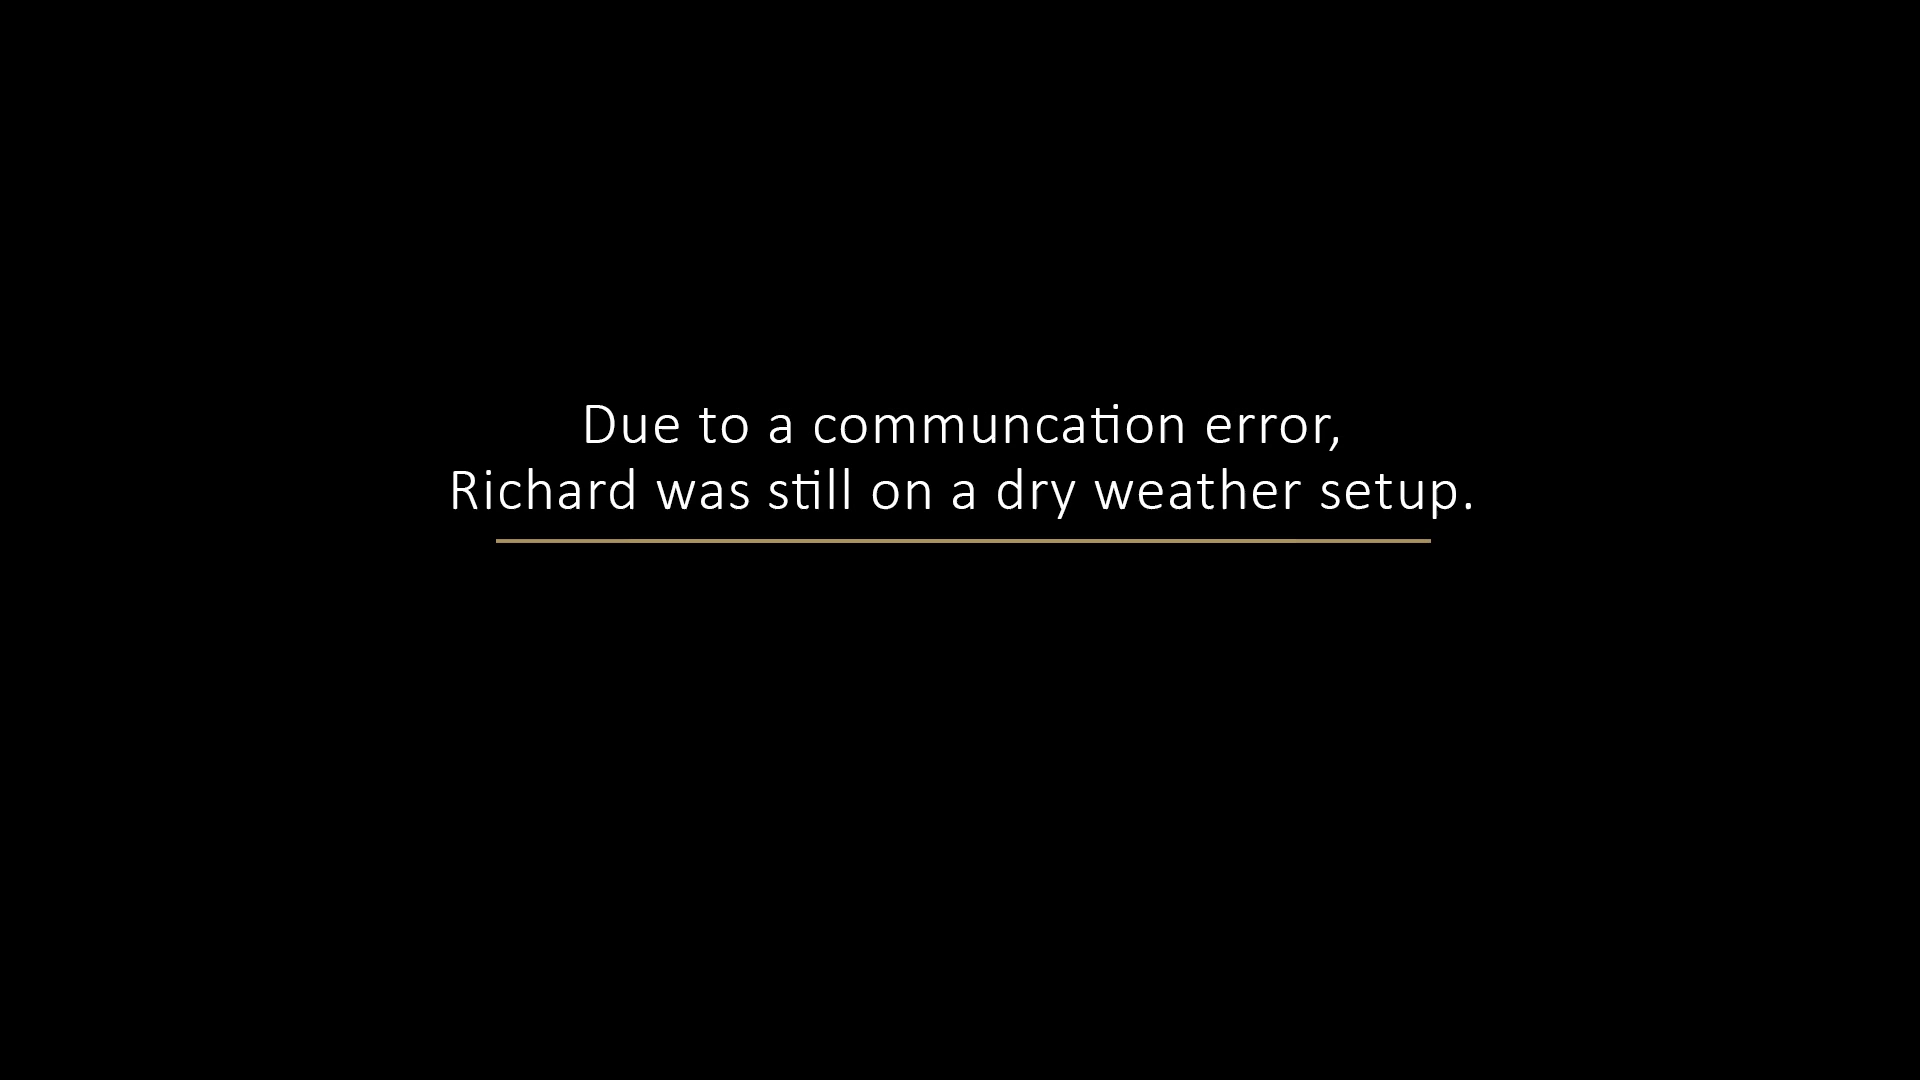 Due to a communcation error,
Richard was still on a dry weather setup.